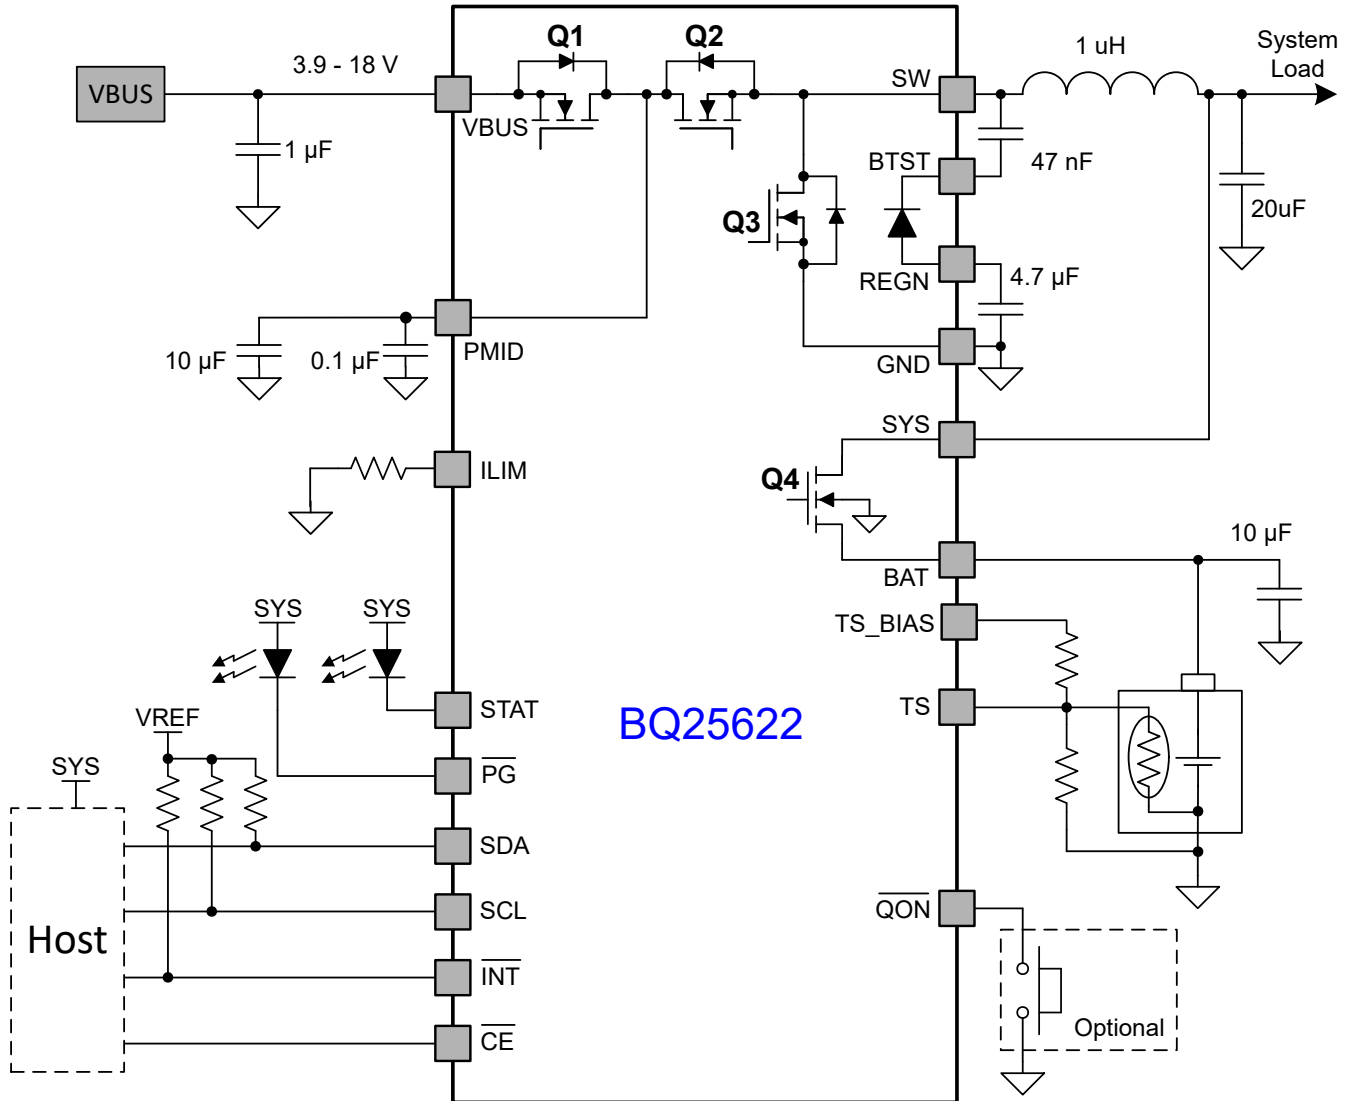 Q1
Q2
1 uH
System
Load
3.9 - 18 V
SW
VBUS
VBUS
1 µF
BTST
47 nF
20uF
Q3
REGN
4.7 µF
10 µF
0.1 µF
PMID
GND
SYS
ILIM
Q4
10 µF
BAT
SYS
SYS
TS_BIAS
STAT
TS
BQ25622
VREF
SYS
PG
SDA
SCL
QON
Host
INT
Optional
CE